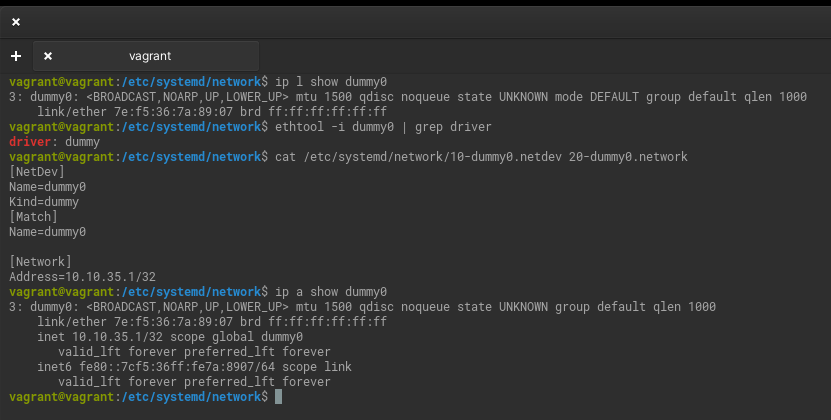 vagrant
vagrant@vagrant:/etc/systemd/network$ ip l show dummy0
3: dummy0: <BROADCAST,NOARP,UP,LOWER_UP> mtu 1500 qdisc noqueue state UNKNOWN mode DEFAULT group default qlen 1000
    link/ether 7e:f5:36:7a:89:07 brd ff:ff:ff:ff:ff:ff
vagrant@vagrant:/etc/systemd/network$ ethtool -i dummy0 | grep driver
driver: dummy
vagrant@vagrant:/etc/systemd/network$ cat /etc/systemd/network/10-dummy0.netdev 20-dummy0.network
[NetDev]
Name=dummy0
Kind=dummy
[Match]
Name=dummy0

[Network]
Address=10.10.35.1/32
vagrant@vagrant:/etc/systemd/network$ ip a show dummy0
3: dummy0: <BROADCAST,NOARP,UP,LOWER_UP> mtu 1500 qdisc noqueue state UNKNOWN group default qlen 1000
    link/ether 7e:f5:36:7a:89:07 brd ff:ff:ff:ff:ff:ff
    inet 10.10.35.1/32 scope global dummy0
       valid_lft forever preferred_lft forever
    inet6 fe80::7cf5:36ff:fe7a:8907/64 scope link
       valid_lft forever preferred_lft forever
vagrant@vagrant:/etc/systemd/network$